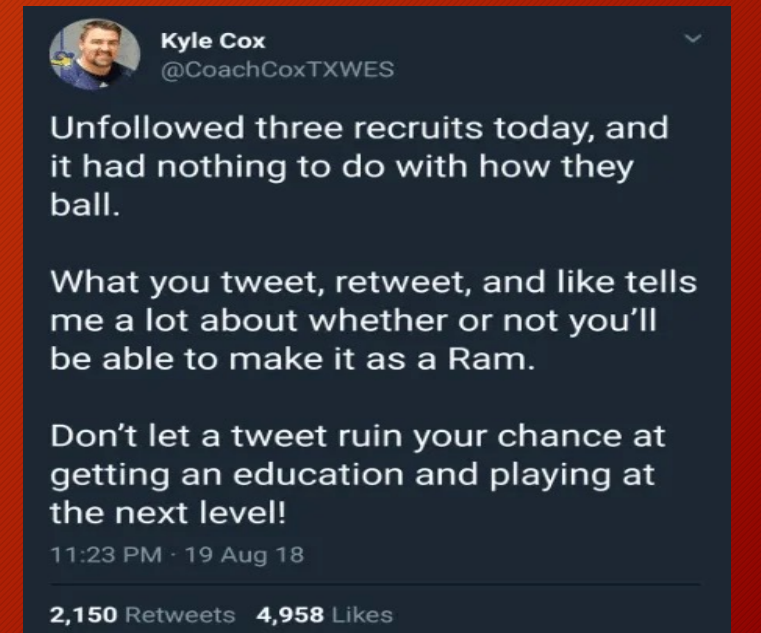 Kyle Cox
@CoachCoxTXWES
Unfollowed three recruits today, and
it had nothing to do with how they
ball.
What you tweet, retweet, and like tells
me a lot about whether or not you'll
be able to make it as a Ram.
Don't let a tweet ruin your chance at
getting an education and playing at
the next level!
11:23 PM · 19 Aug 18
2,150 Retweets 4,958 Likes